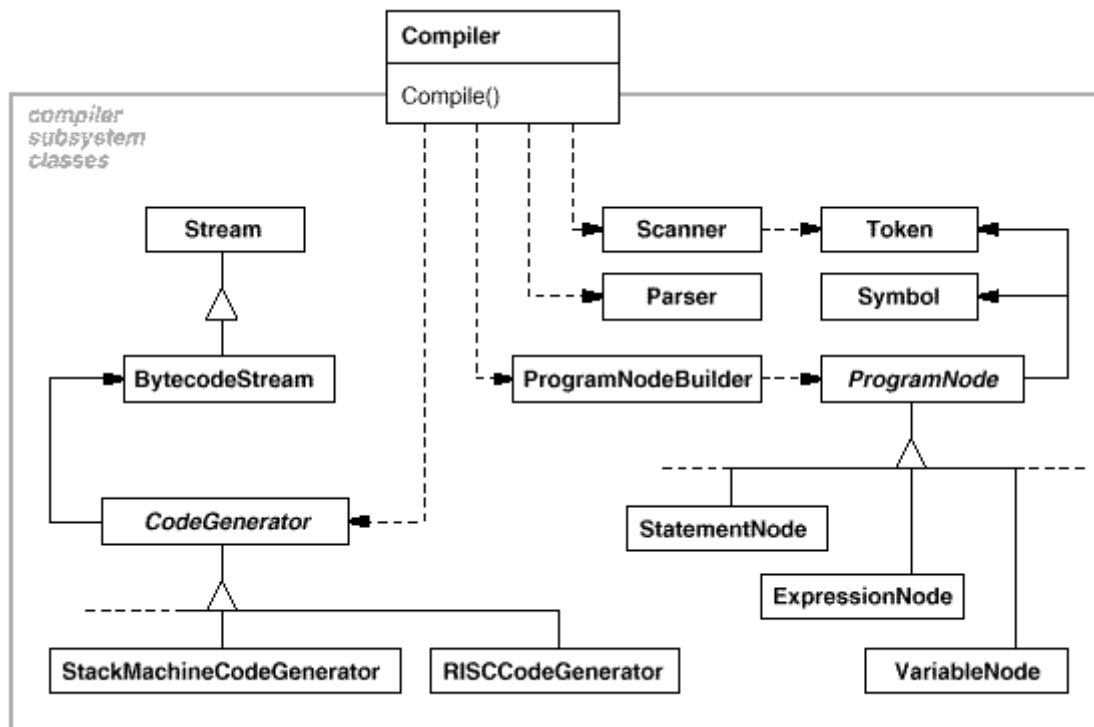 Compiler
Compile()
compiler
subsystem
classes
Stream
Scanner
Token
Parser
Symbol
BytecodeStream
ProgramNodeBuilder
ProgramNode
CodeGenerator
StatementNode
ExpressionNode
StackMachineCodeGenerator
RISCCodeGenerator
VariableNode